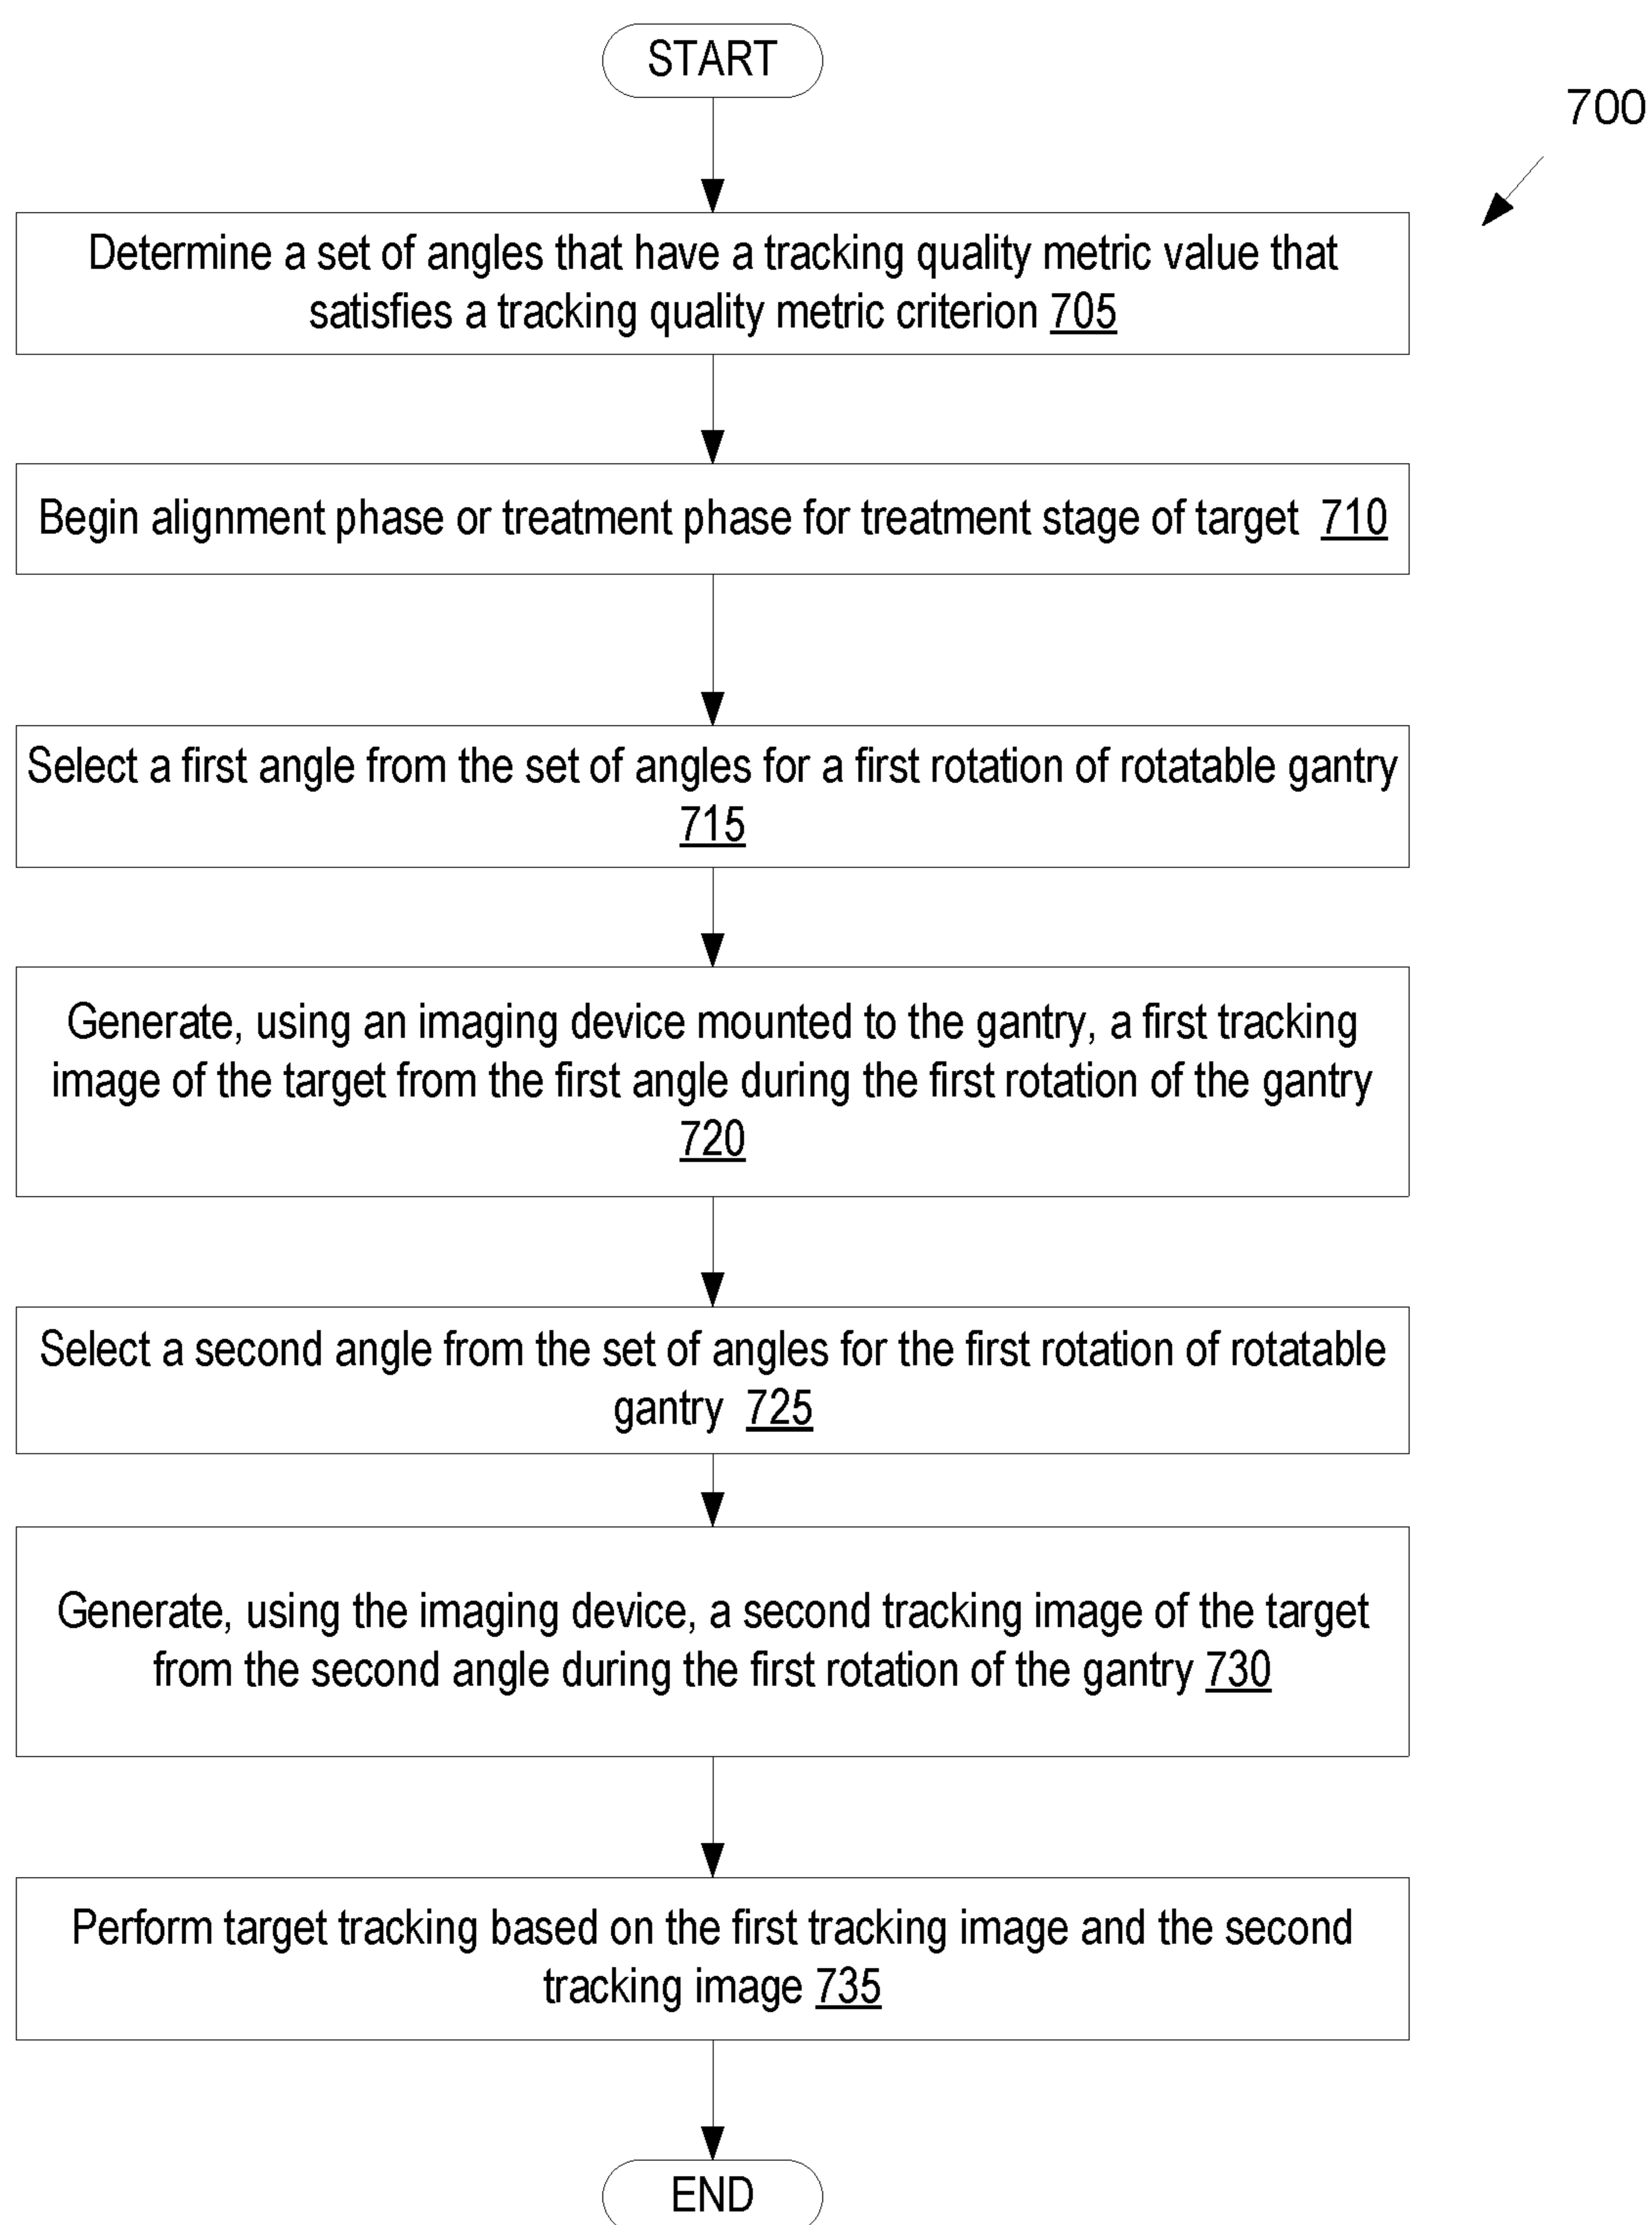 START
700
Determine a set of angles that have a tracking quality metric value that
satisfies a tracking quality metric criterion 705
Begin alignment phase or treatment phase for treatment stage of target 710
Select a first angle from the set of angles for a first rotation of rotatable gantry
715
Generate, using an imaging device mounted to the gantry, a first tracking
image of the target from the first angle during the first rotation of the gantry
720
Select a second angle from the set of angles for the first rotation of rotatable
gantry 725
Generate, using the imaging device, a second tracking image of the target
from the second angle during the first rotation of the gantry 730
Perform target tracking based on the first tracking image and the second
tracking image 735
END